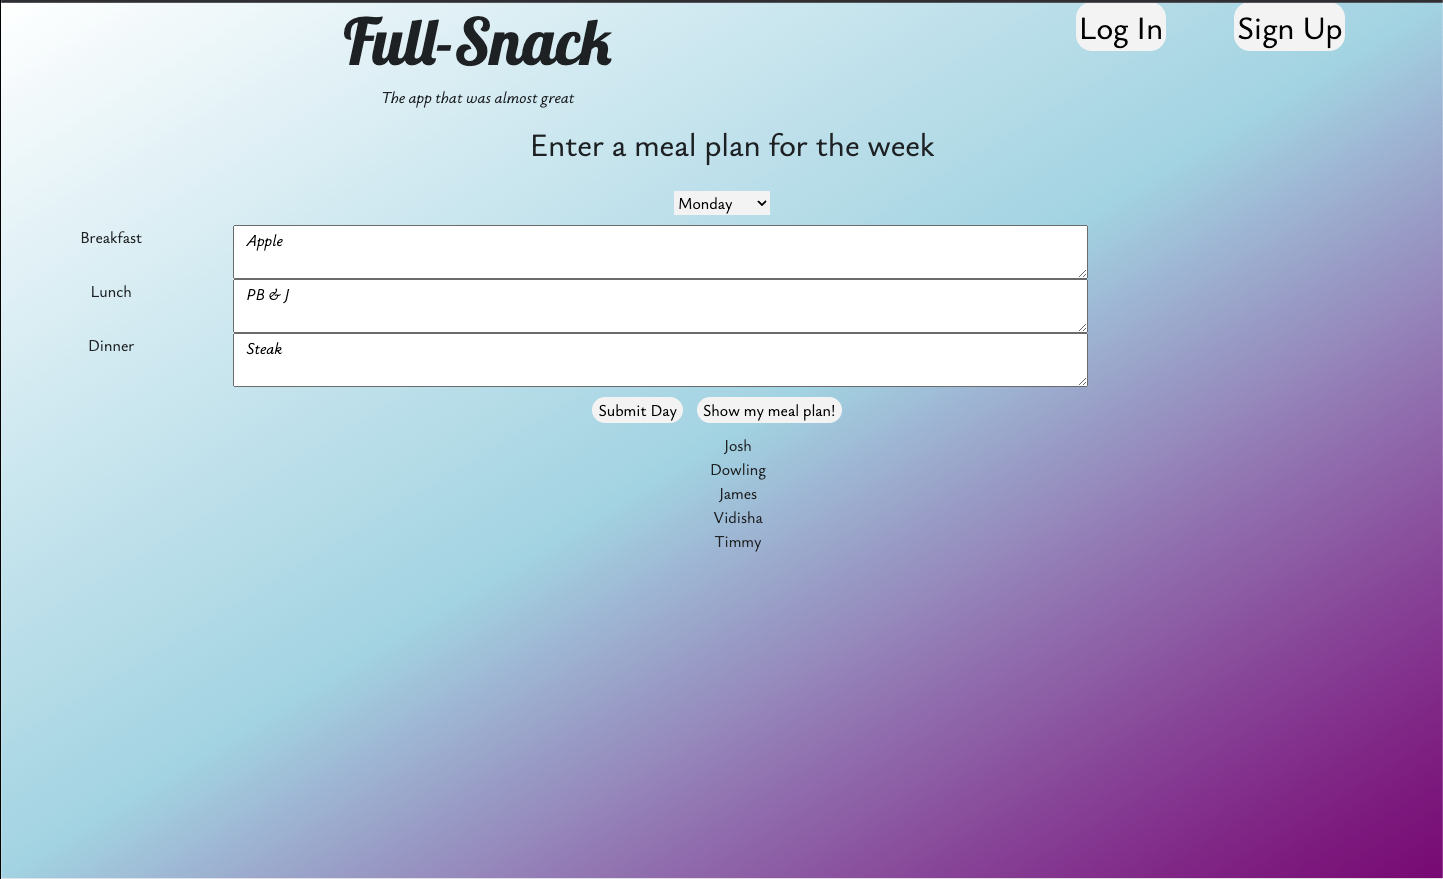 Full-Snack
Log In
Sign Up
The app that was almost great
Enter a meal plan for the week
Monday
Breakfast
Apple
Lunch
PB & J
Dinner
Steak
Submit Day
Show my meal plan!
Josh
Dowling
James
Vidisha
Timmy